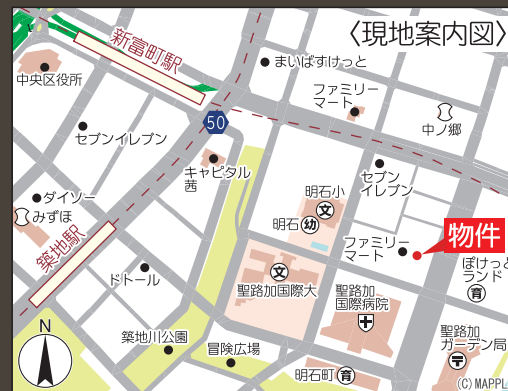 〈現地案内図〉
新富町駅
まいばすけっと
中央区役所
ファミリー
マート
中ノ郷
50
セブンイレブン
キャピタル
茜
セブン
イレブン
ダイソー
みずほ
明石小
文
明石
幼
築地駅
物件
ファミリー
マート
ぽけっと
ランド
育
ドトール
文
聖路加国際大
聖路加
国際病院
築地川公園
冒険広場
聖路加
ガーデン局
明石町
育
N
(C)MAPPL